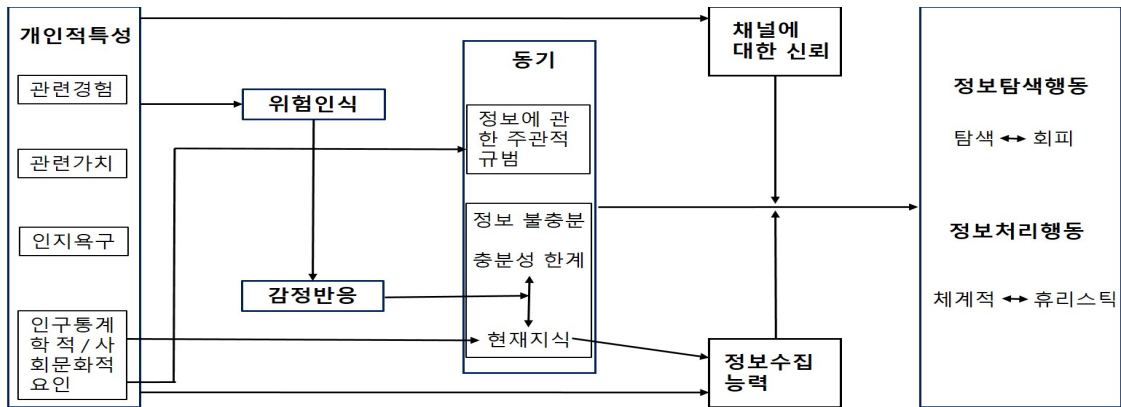 개인적특성
관련경험
관련가치
인지욕구
인구통계
학적/사
회문화적
요인
위험인식
감정반응
동기
정보에 관
한 주관적
규범
정보 불충분
충분성 한계
현재지식
채널에
대한 신뢰
정보수집
능력
정보탐색행동
탐색 ↔ 회피
정보처리행동
체계적 ↔ 휴리스틱